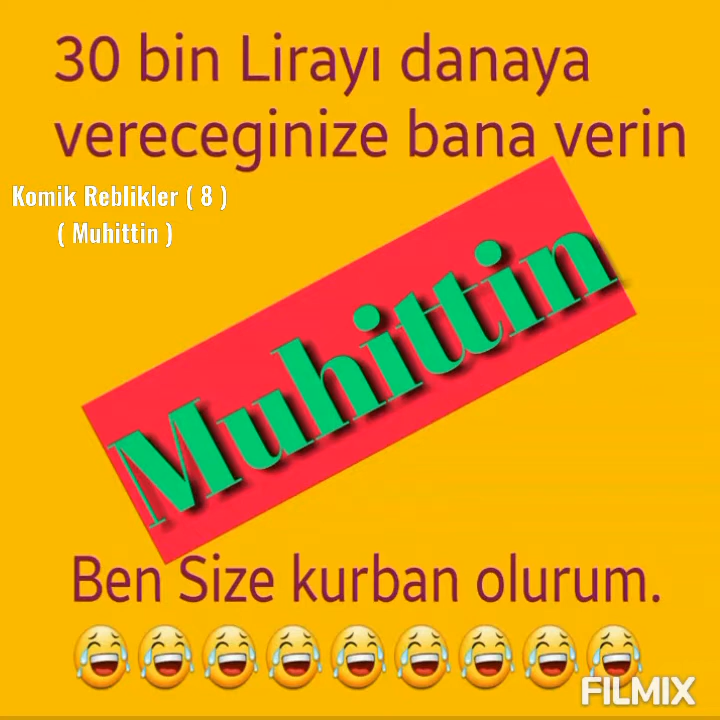 30 bin Lirayı danaya
vereceginize bana verin
Komik Reblikler ( 8 )
( Muhittin )
Muhittin
Ben Size kurban olurum.
FILMIX